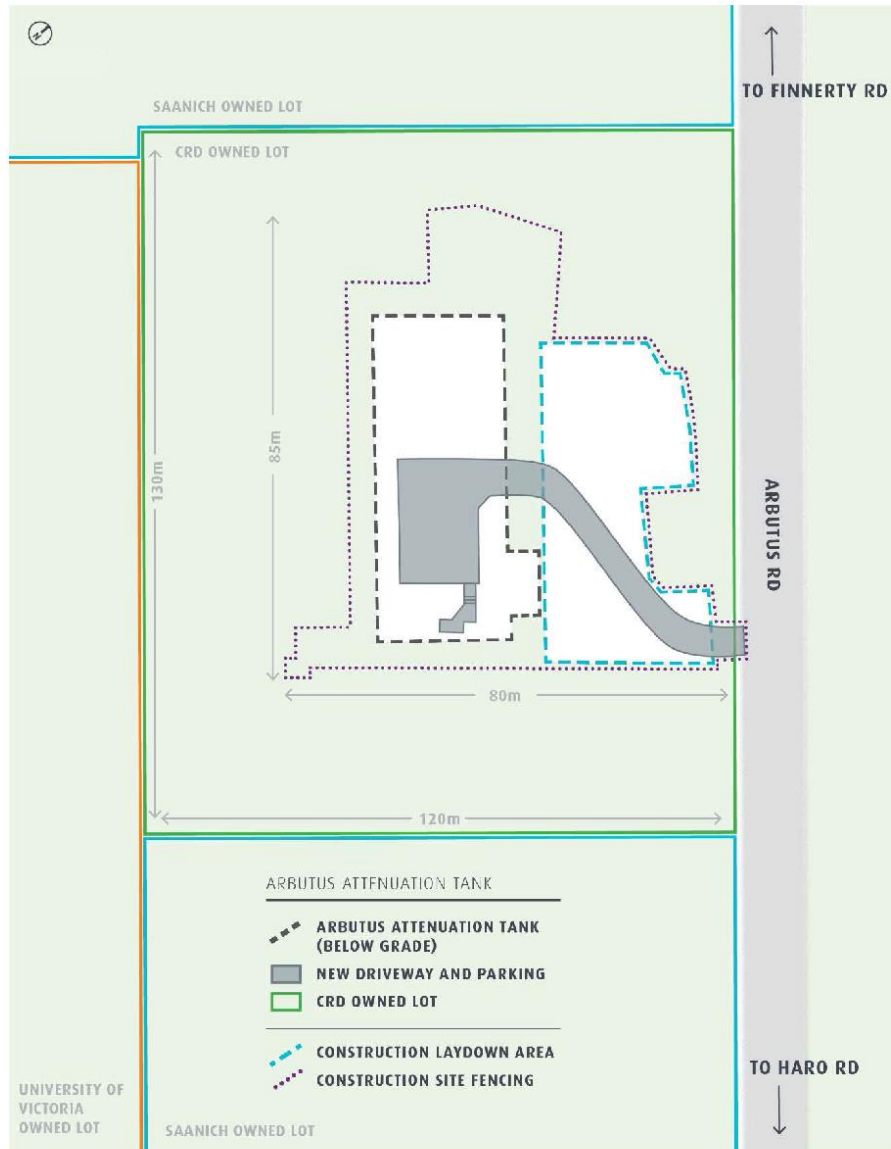 N
SAANICH OWNED LOT
CRD OWNED LOT
TO FINNERTY RD
85m
130m
ARBUTUS RD
80m
120m
ARBUTUS ATTENUATION TANK
ARBUTUS ATTENUATION TANK
(BELOW GRADE)
NEW DRIVEWAY AND PARKING
CRD OWNED LOT
CONSTRUCTION LAYDOWN AREA
CONSTRUCTION SITE FENCING
TO HARO RD
UNIVERSITY OF
VICTORIA
OWNED LOT
SAANICH OWNED LOT